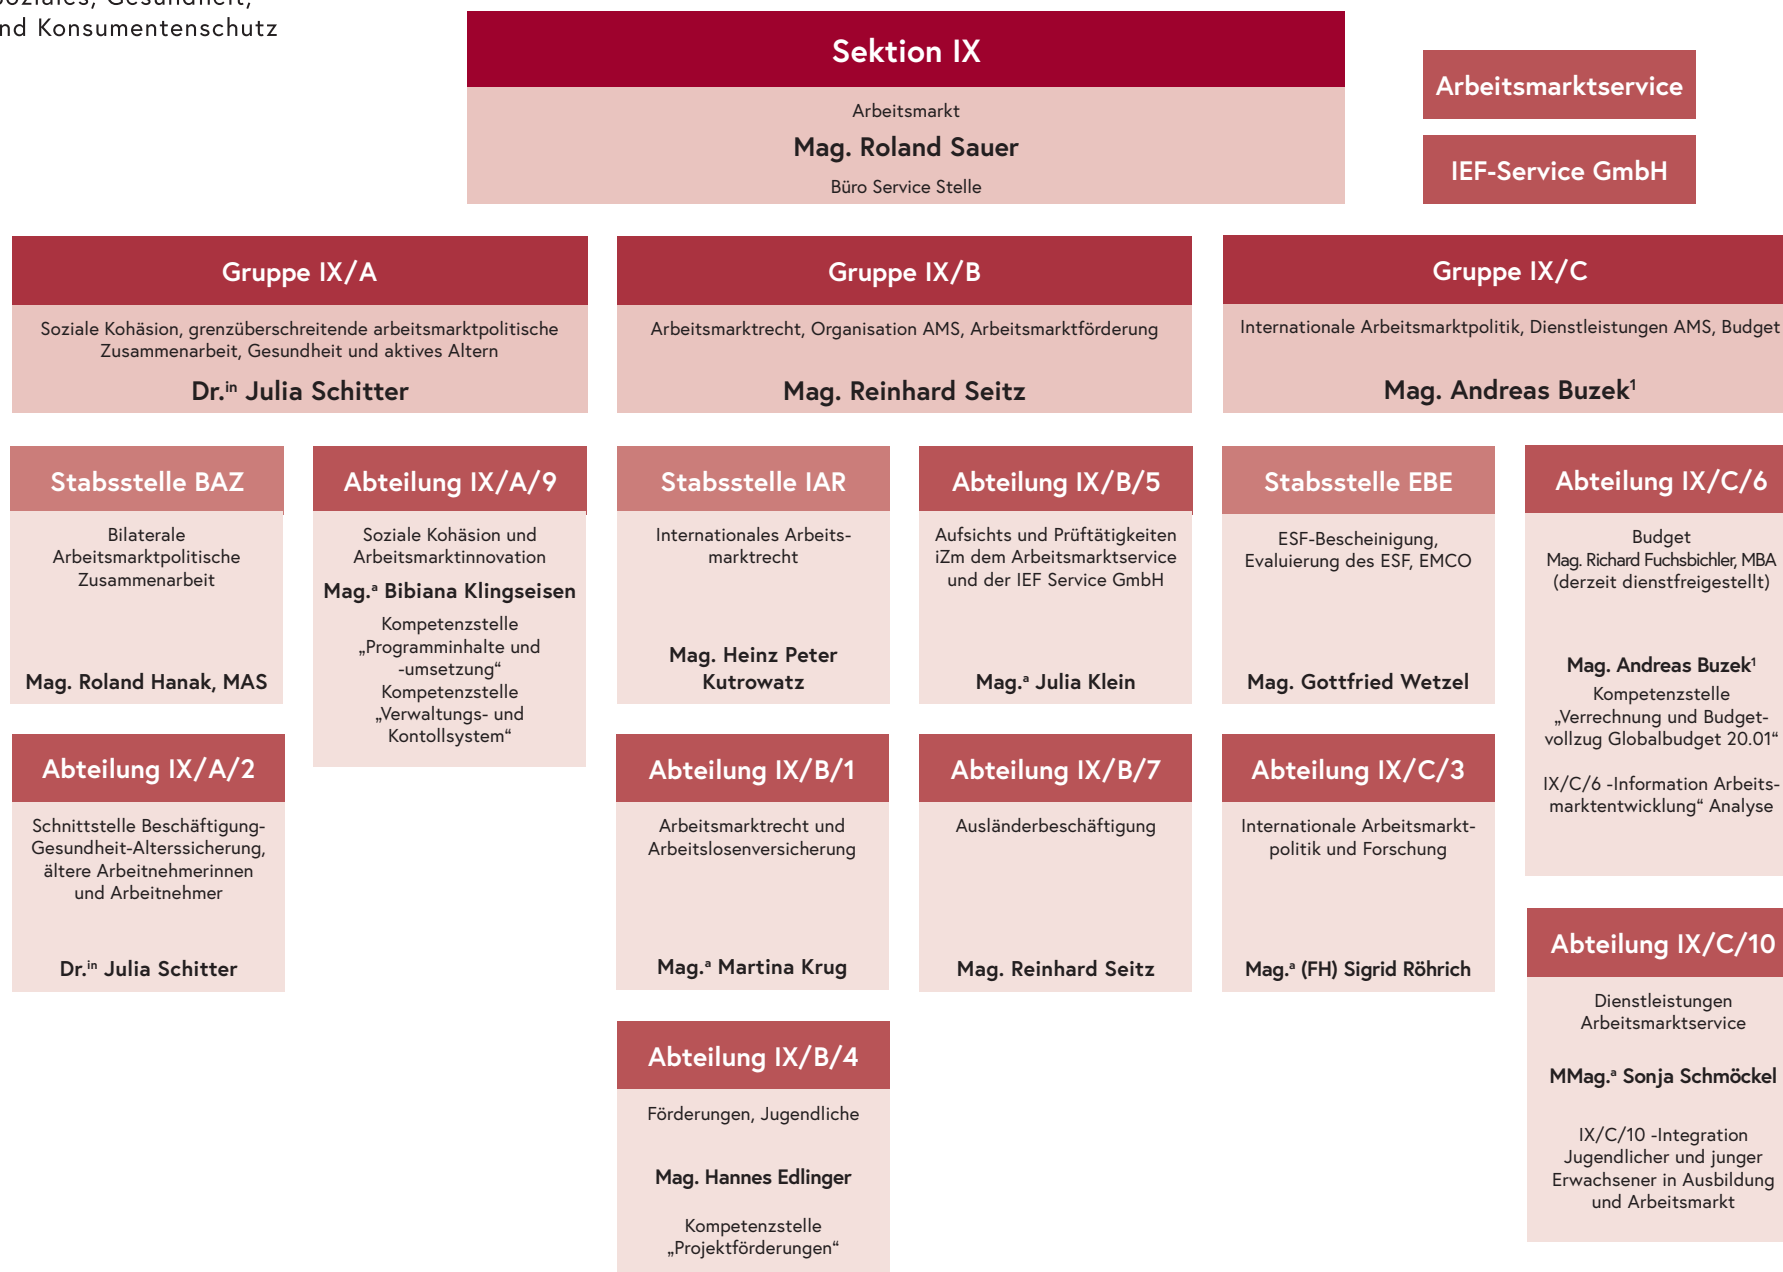 Soziales, Gesundheit,
nd Konsumentenschutz
Sektion IX
Arbeitsmarkt
Mag. Roland Sauer
Büro Service Stelle
Arbeitsmarktservice
IEF-Service GmbH
Gruppe IX/A
Soziale Kohäsion, grenzüberschreitende arbeitsmarktpolitische
Zusammenarbeit, Gesundheit und aktives Altern
Dr.in Julia Schitter
Gruppe IX/B
Arbeitsmarktrecht, Organisation AMS, Arbeitsmarktförderung
Mag. Reinhard Seitz
Gruppe IX/C
Internationale Arbeitsmarktpolitik, Dienstleistungen AMS, Budget
Mag. Andreas Buzek¹
Stabsstelle BAZ
Bilaterale
Arbeitsmarktpolitische
Zusammenarbeit
Mag. Roland Hanak, MAS
Abteilung IX/A/9
Soziale Kohäsion und
Arbeitsmarktinnovation
Mag.ª Bibiana Klingseisen
Kompetenzstelle
„Programminhalte und
-umsetzung“
Kompetenzstelle
„Verwaltungs- und
Kontollsystem“
Stabsstelle IAR
Internationales Arbeits-
marktrecht
Mag. Heinz Peter
Kutrowatz
Abteilung IX/B/5
Aufsichts und Prüftätigkeiten
iZm dem Arbeitsmarktservice
und der IEF Service GmbH
Mag.ª Julia Klein
Stabsstelle EBE
ESF-Bescheinigung,
Evaluierung des ESF, EMCO
Mag. Gottfried Wetzel
Abteilung IX/C/6
Budget
Mag. Richard Fuchsbichler, MBA
(derzeit dienstfreigestellt)
Mag. Andreas Buzek¹
Kompetenzstelle
„Verrechnung und Budget-
vollzug Globalbudget 20.01“
IX/C/6 -Information Arbeits-
marktentwicklung“ Analyse
Abteilung IX/A/2
Schnittstelle Beschäftigung-
Gesundheit-Alterssicherung,
ältere Arbeitnehmerinnen
und Arbeitnehmer
Dr.in Julia Schitter
Abteilung IX/B/1
Arbeitsmarktrecht und
Arbeitslosenversicherung
Mag.ª Martina Krug
Abteilung IX/B/7
Ausländerbeschäftigung
Mag. Reinhard Seitz
Abteilung IX/C/3
Internationale Arbeitsmarkt-
politik und Forschung
Mag.ª (FH) Sigrid Röhrich
Abteilung IX/C/10
Dienstleistungen
Arbeitsmarktservice
MMag.ª Sonja Schmöckel
IX/C/10 -Integration
Jugendlicher und junger
Erwachsener in Ausbildung
und Arbeitsmarkt
Abteilung IX/B/4
Förderungen, Jugendliche
Mag. Hannes Edlinger
Kompetenzstelle
„Projektförderungen“